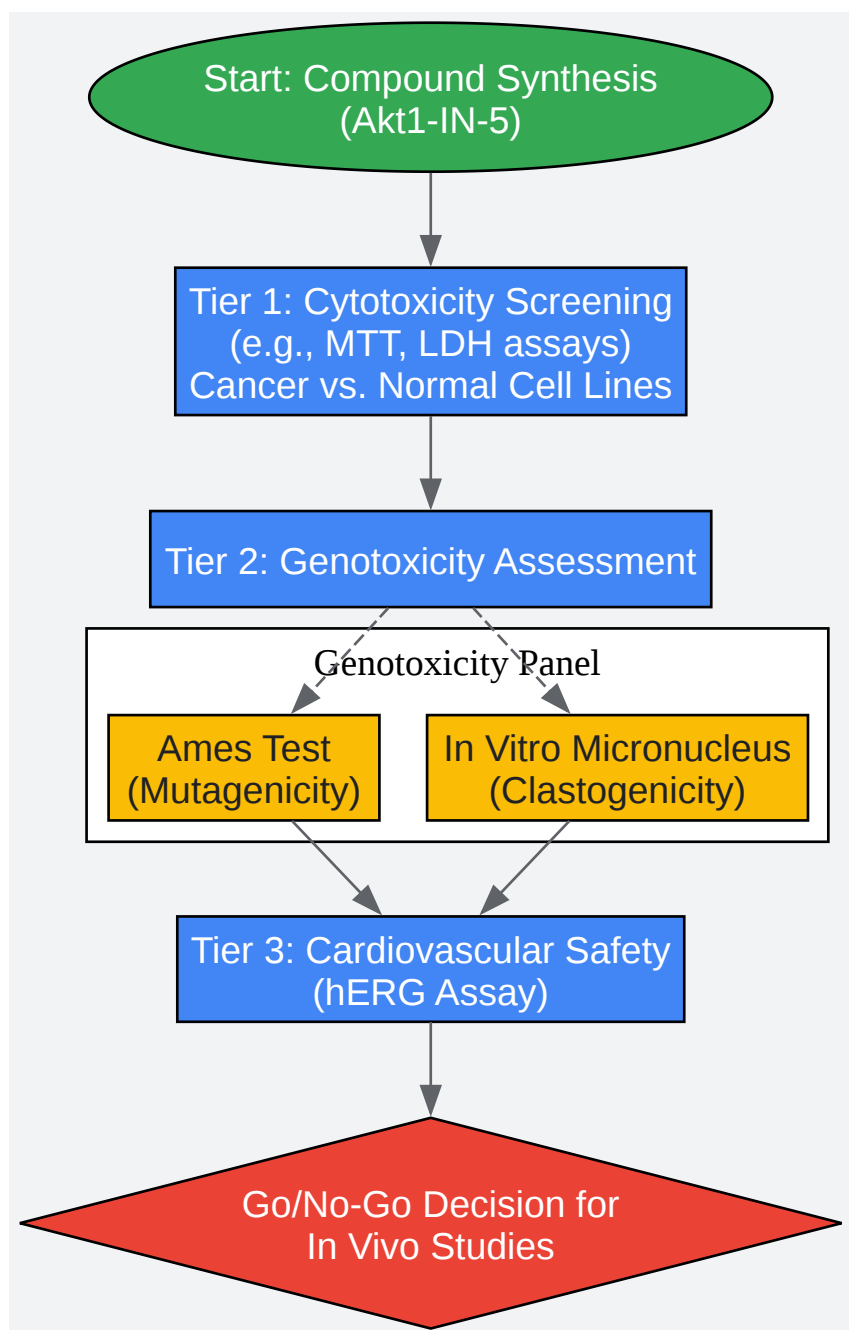 Start: Compound Synthesis
(Akt1-IN-5)
Tier 1: Cytotoxicity Screening
(e.g., MTT, LDH assays)
Cancer vs. Normal Cell Lines
Tier 2: Genotoxicity Assessment
Genotoxicity Panel
Ames Test
(Mutagenicity)
In Vitro Micronucleus
(Clastogenicity)
Tier 3: Cardiovascular Safety
(hERG Assay)
Go/No-Go Decision for
In Vivo Studies